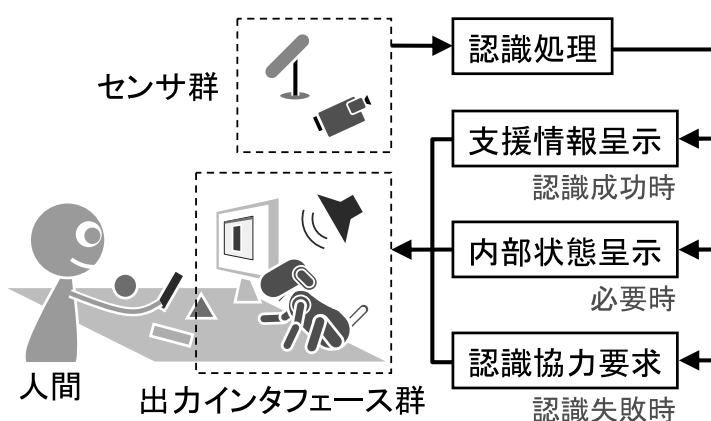 センサ群
認識処理
支援情報呈示
認識成功時
内部状態呈示
必要時
認識協力要求
認識失敗時
人間
出力インタフェース群